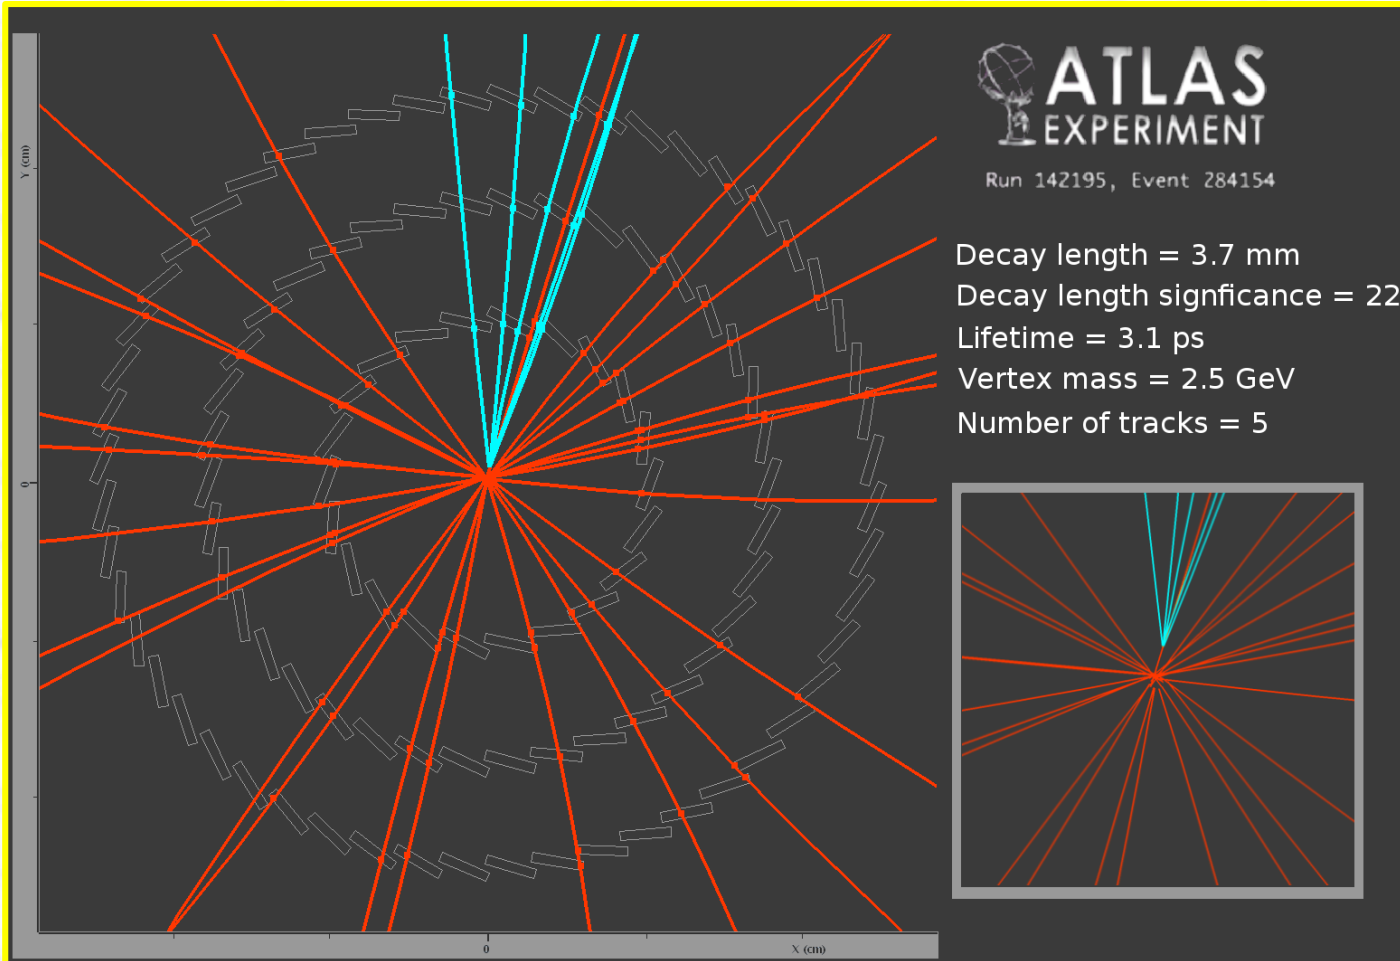 ATLAS
EXPERIMENT
Run 142195, Event 284154
Y (cm)
Decay length = 3.7 mm
Decay length signficance = 22
Lifetime = 3.1 ps
Vertex mass = 2.5 GeV
Number of tracks = 5
0
0
X (cm)